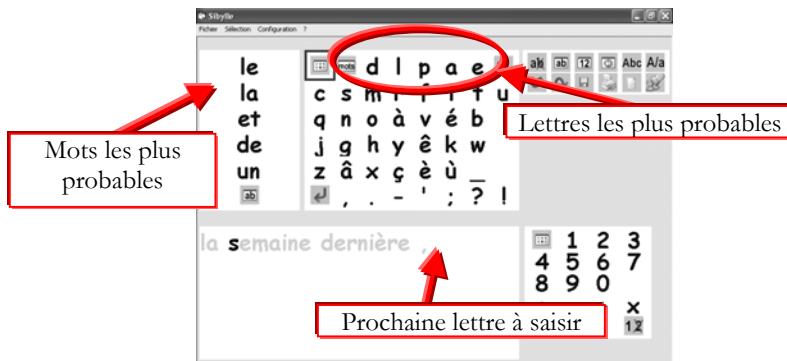 Sibylle
Fichier Sélection Configuration ?
le
la
et
de
un
ab
mots d l p a e
c s m r f i t u
q n o à v é b
j g h y ê k w
z â x ç è ù _
, . - ' ; ? !
ab ab 12 Abc A/a
Mots les plus
probables
Lettres les plus probables
la semaine dernière ,
Prochaine lettre à saisir
1 2 3
4 5 6 7
8 9 0
x
12